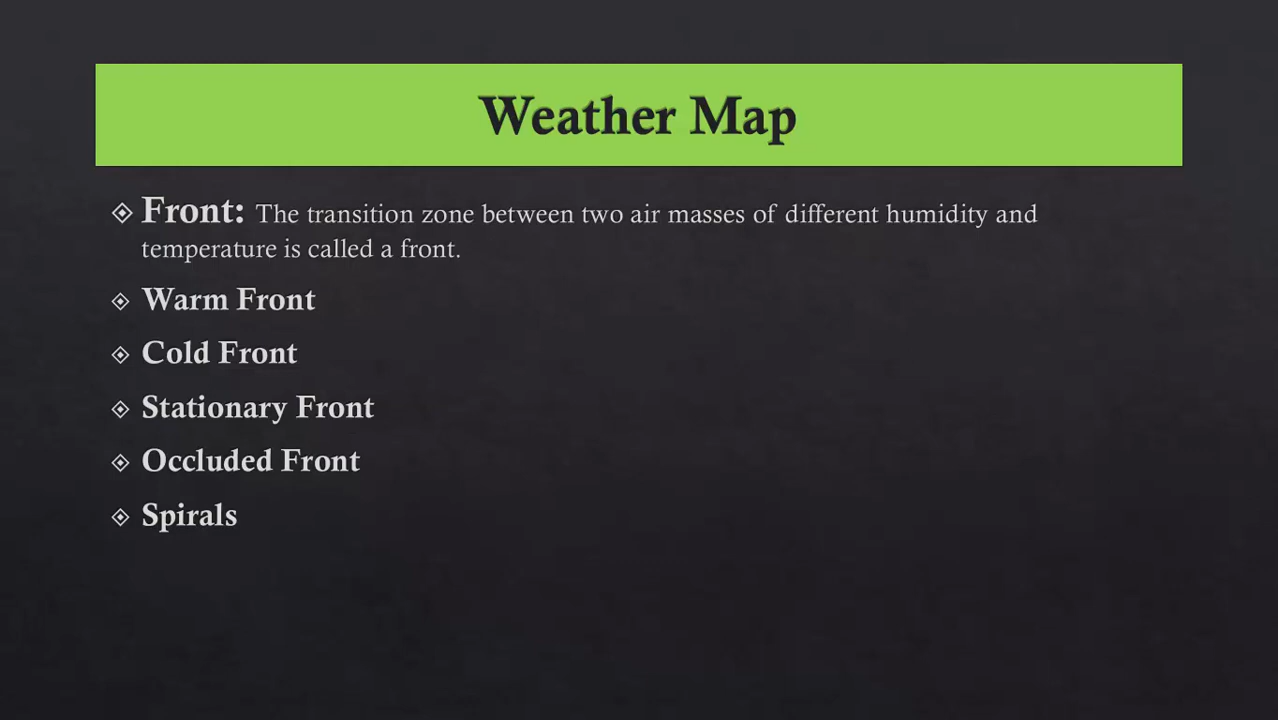 Weather Map
Front: The transition zone between two air masses of different humidity and
temperature is called a front.
Warm Front
Cold Front
Stationary Front
Occluded Front
Spirals